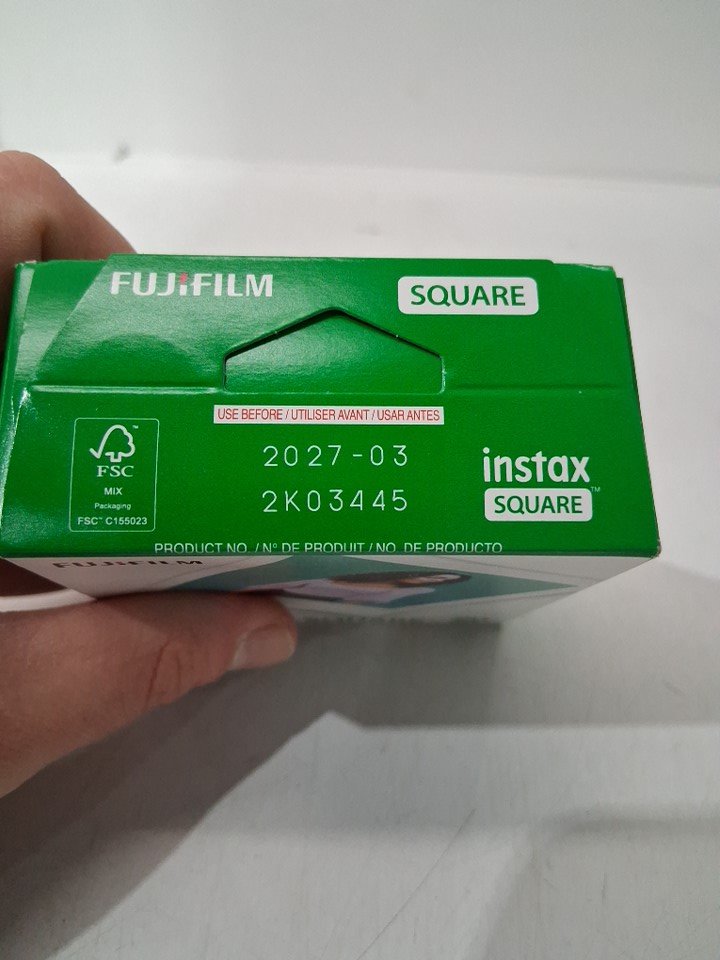 FUJIFILM
SQUARE
USE BEFORE / UTILISER AVANT / USAR ANTES
2027-03
2K03445
FSC
MIX
Packaging
FSC™ C155023
instax
SQUARE™
PRODUCT NO. / N° DE PRODUIT / NO. DE PRODUCTO
FUJIFILM